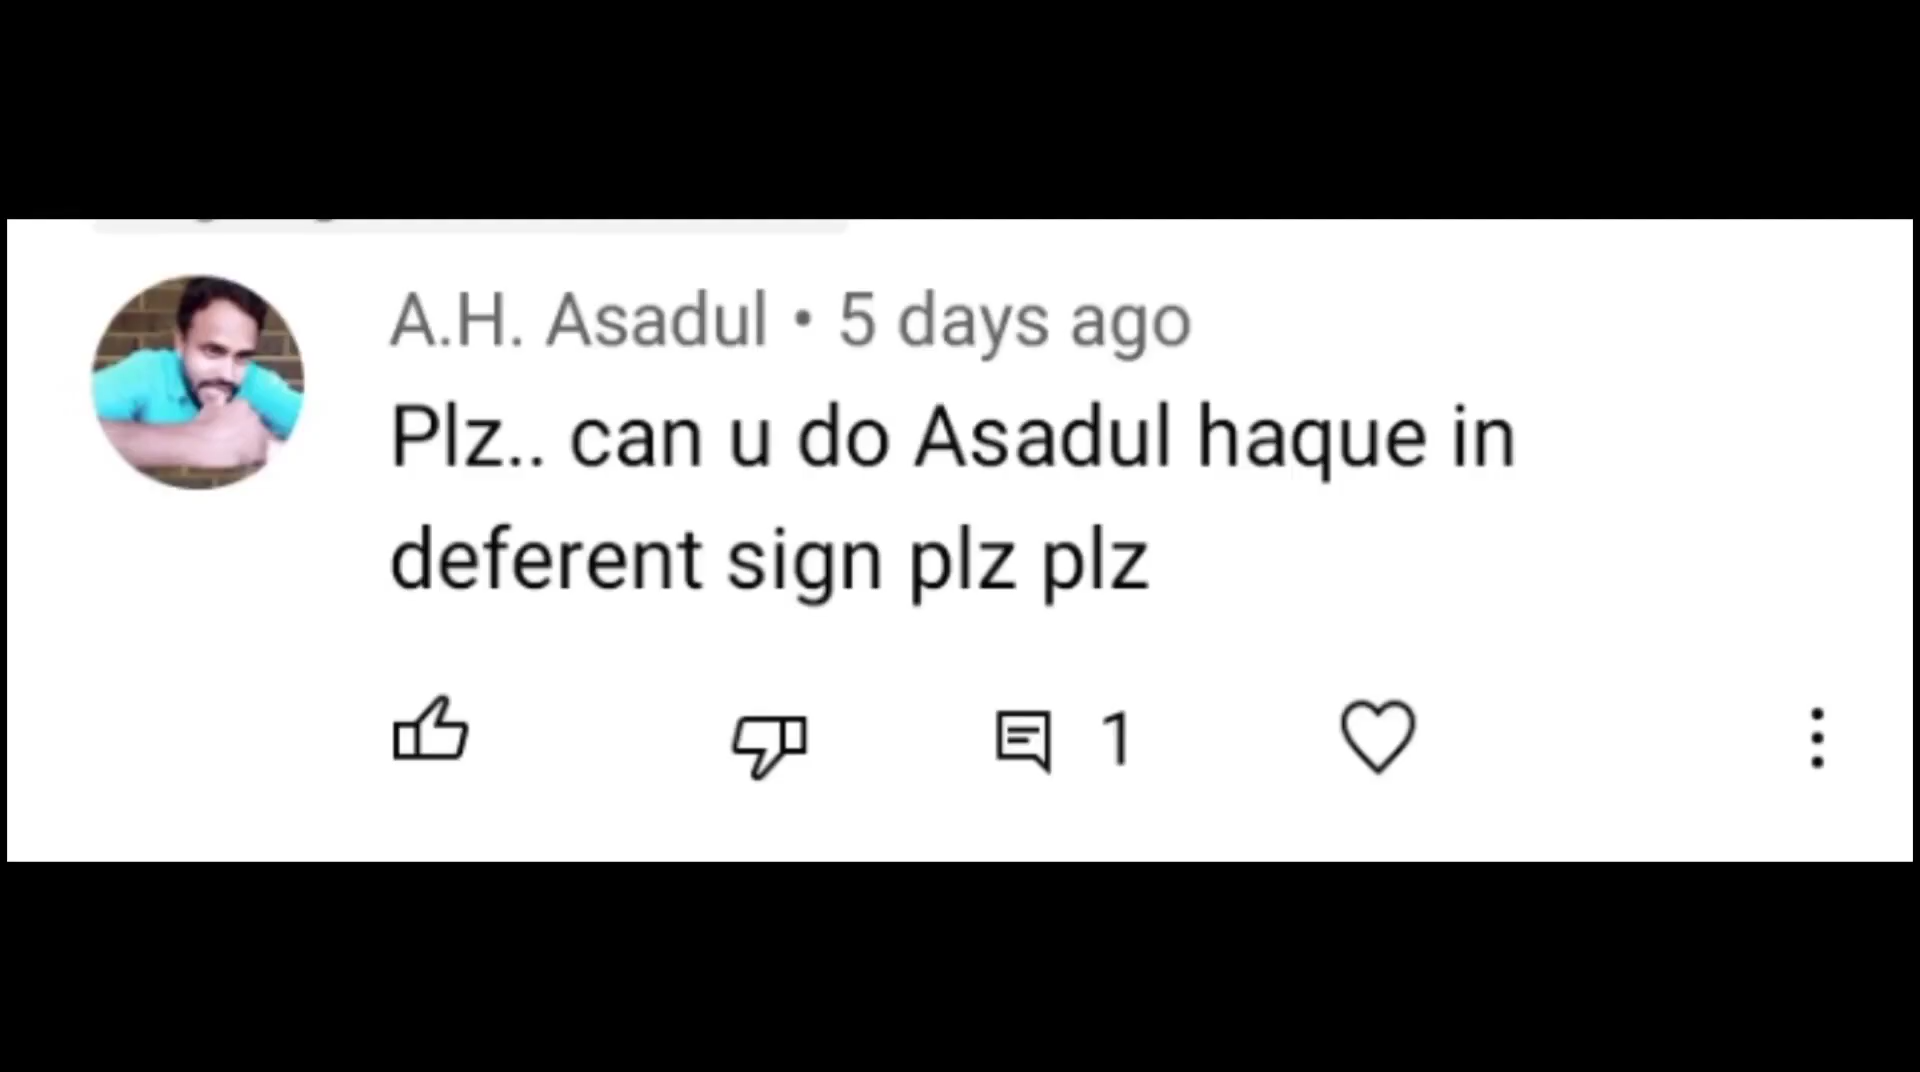 A.H. Asadul • 5 days ago
Plz.. can u do Asadul haque in
deferent sign plz plz
1